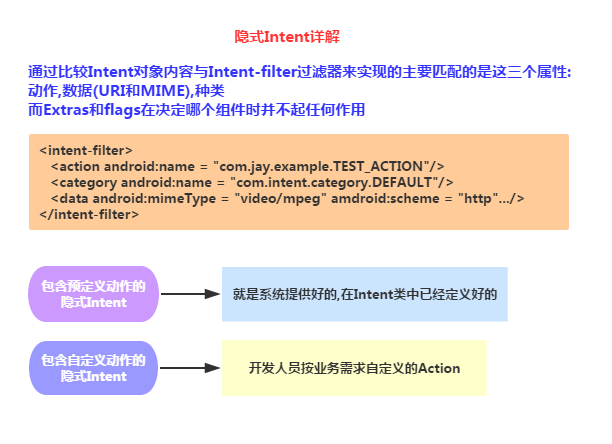 隐式Intent详解
通过比较Intent对象内容与Intent-filter过滤器来实现的主要匹配的是这三个属性:
动作,数据(URI和MIME),种类
而Extras和flags在决定哪个组件时并不起任何作用
<intent-filter>
<action android:name = "com.jay.example.TEST_ACTION"/>
<category android:name = "com.intent.category.DEFAULT"/>
<data android:mimeType = "video/mpeg" amdroid:scheme = "http".../>
</intent-filter>
包含预定义动作的
隐式Intent
就是系统提供好的,在Intent类中已经定义好的
包含自定义动作的
隐式Intent
开发人员按业务需求自定义的Action